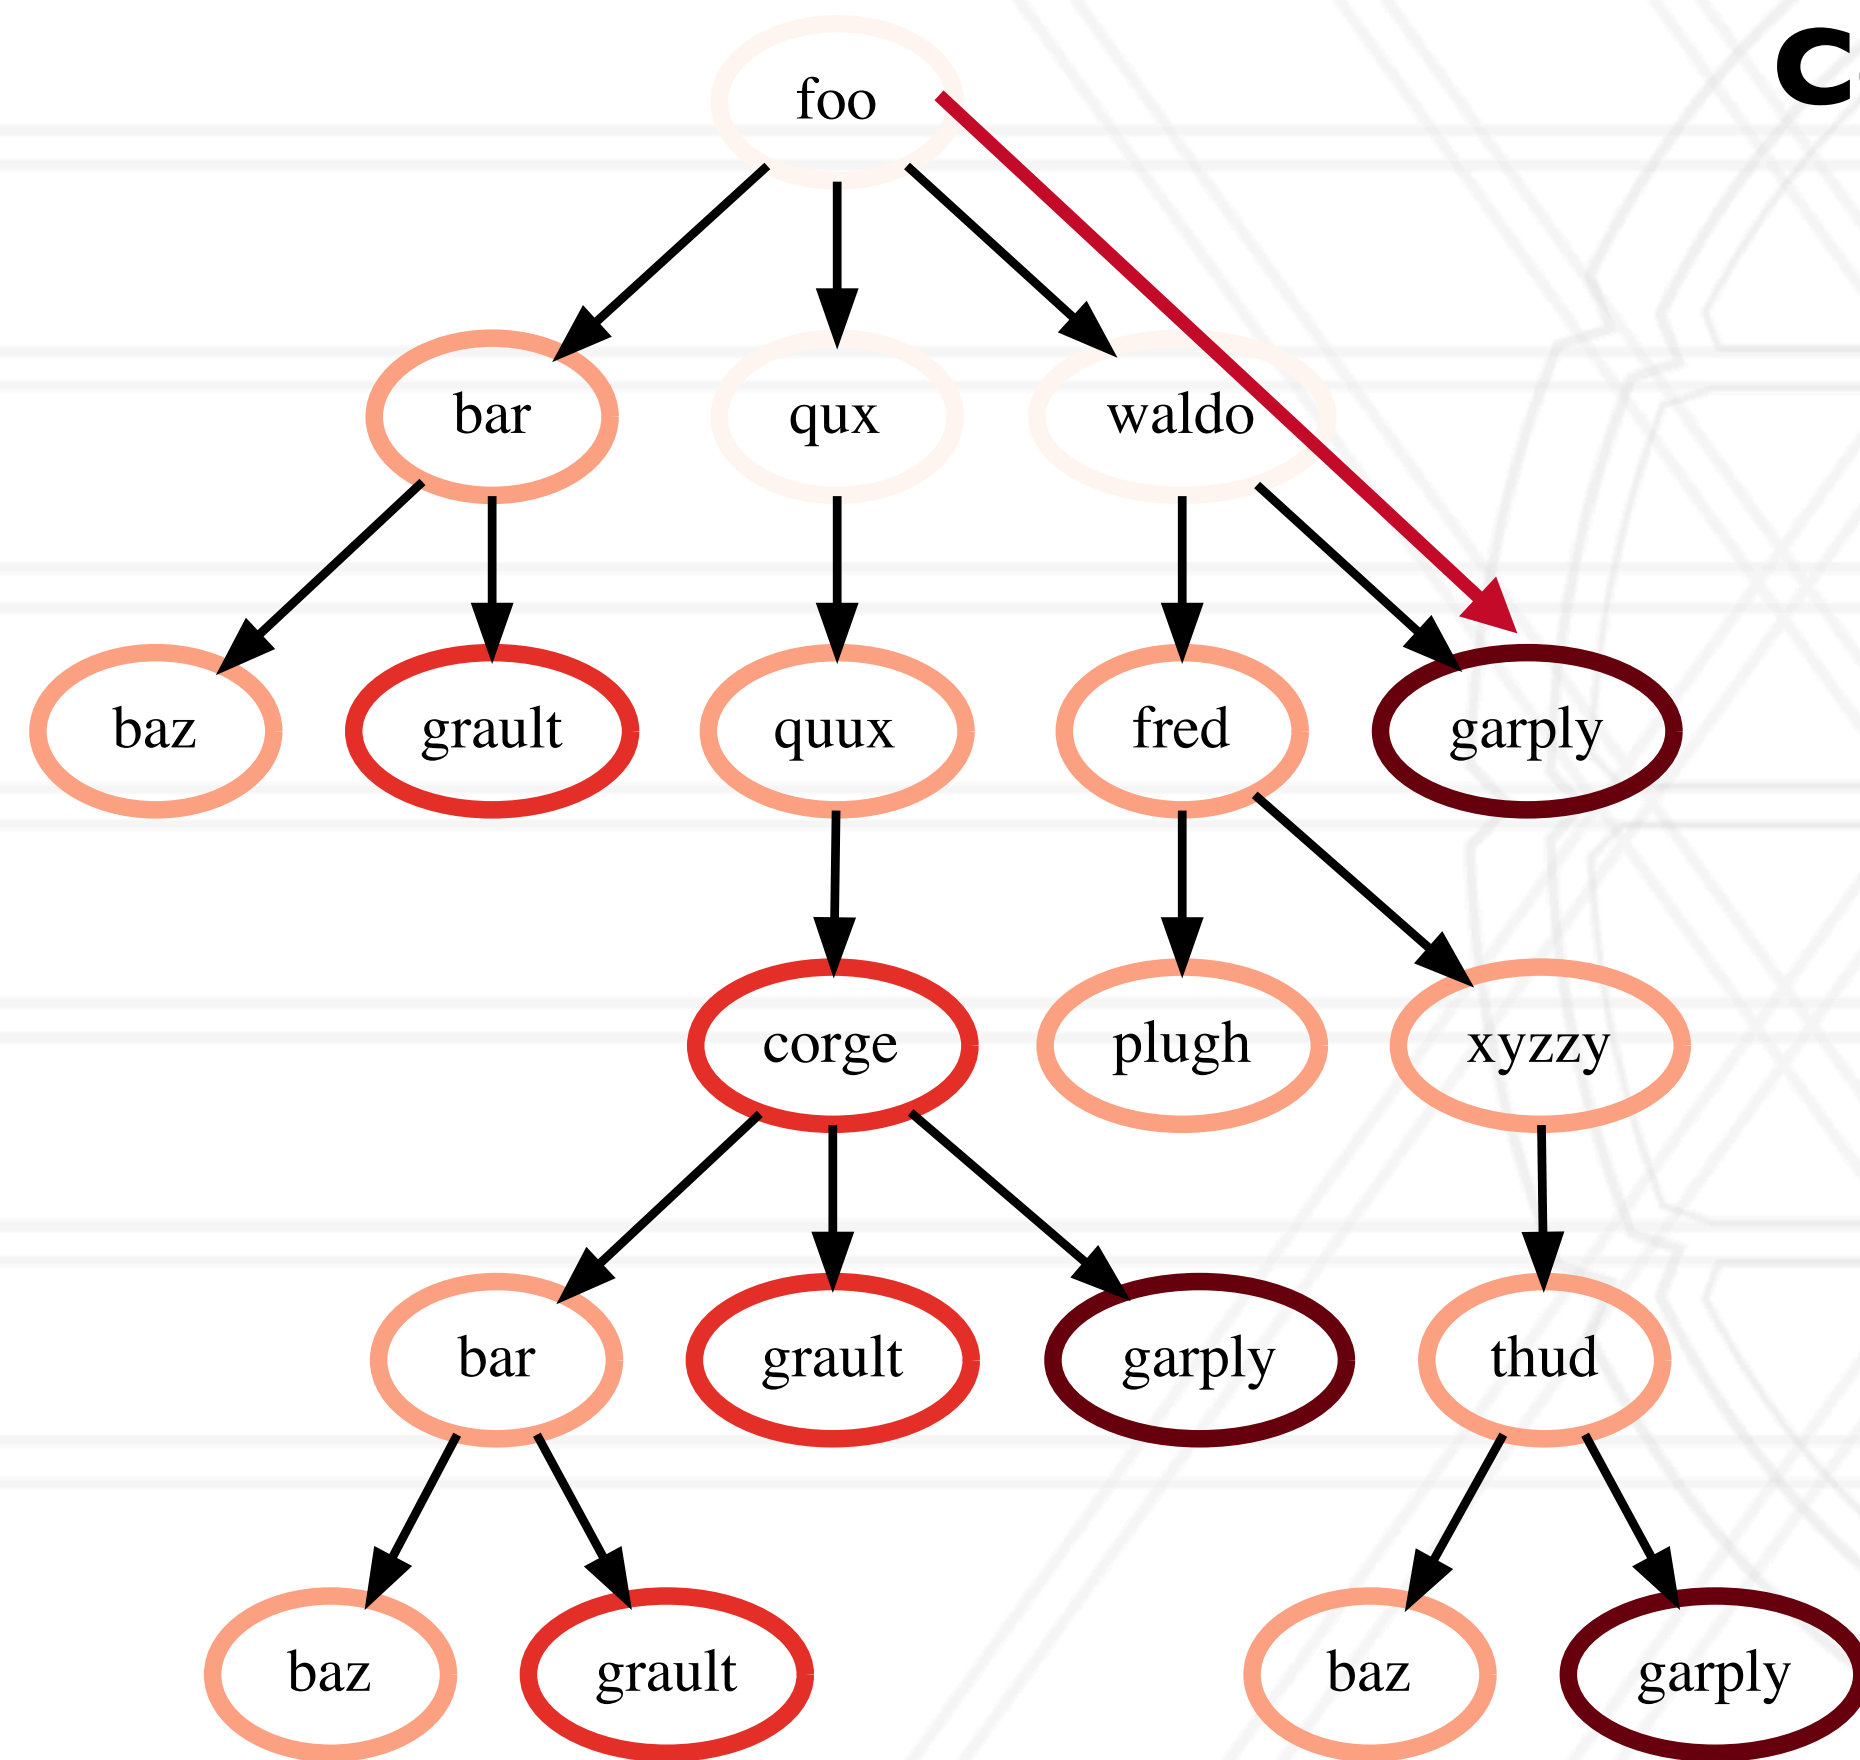 foo
bar qux waldo
baz grault quux fred garply
corge plugh xyzzy
bar grault garply thud
baz grault baz garply